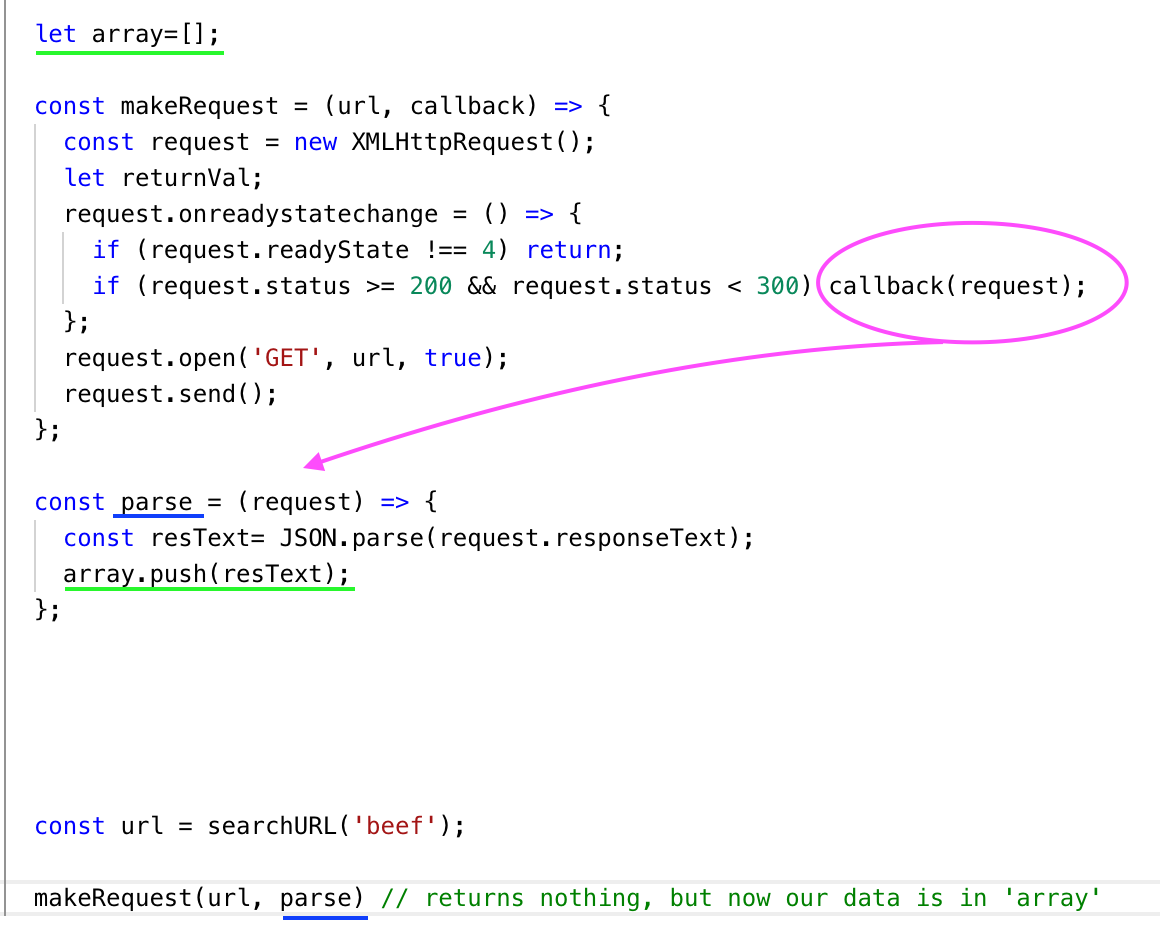 let array=[];
const makeRequest = (url, callback) => {
const request = new XMLHttpRequest();
let returnVal;
request.onreadystatechange = () => {
if (request.readyState !== 4) return;
if (request.status >= 200 && request.status < 300) callback(request);
};
request.open('GET', url, true);
request.send();
};
const parse = (request) => {
const resText= JSON.parse(request.responseText);
array.push(resText);
};
const url = searchURL('beef');
makeRequest(url, parse) // returns nothing, but now our data is in 'array'